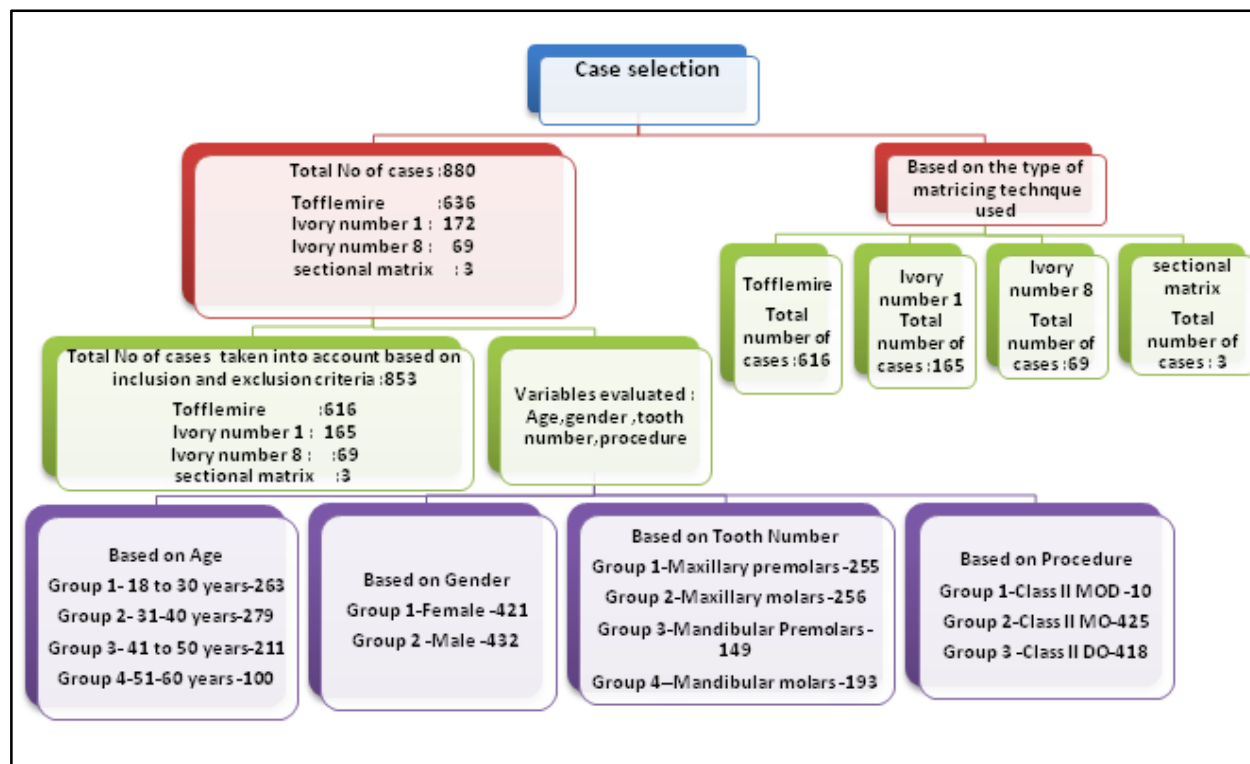 Case selection
Total No of cases :880
Tofflemire :636
Ivory number 1 : 172
Ivory number 8 : 69
sectional matrix : 3
Based on the type of
matricing technque
used
Tofflemire
Total
number of
cases :616
Ivory
number 1
Total
number of
cases :165
Ivory
number 8
Total
number of
cases :69
sectional
matrix
Total
number of
cases : 3
Total No of cases taken into account based on
inclusion and exclusion criteria :853
Tofflemire :616
Ivory number 1 : 165
Ivory number 8 : :69
sectional matrix :3
Variables evaluated :
Age,gender ,tooth
number,procedure
Based on Age
Group 1- 18 to 30 years-263
Group 2- 31-40 years-279
Group 3- 41 to 50 years-211
Group 4-51-60 years -100
Based on Gender
Group 1-Female -421
Group 2 -Male -432
Based on Tooth Number
Group 1-Maxillary premolars -255
Group 2-Maxillary molars -256
Group 3-Mandibular Premolars -
149
Group 4--Mandibular molars -193
Based on Procedure
Group 1-Class II MOD -10
Group 2-Class II MO-425
Group 3 -Class II DO-418